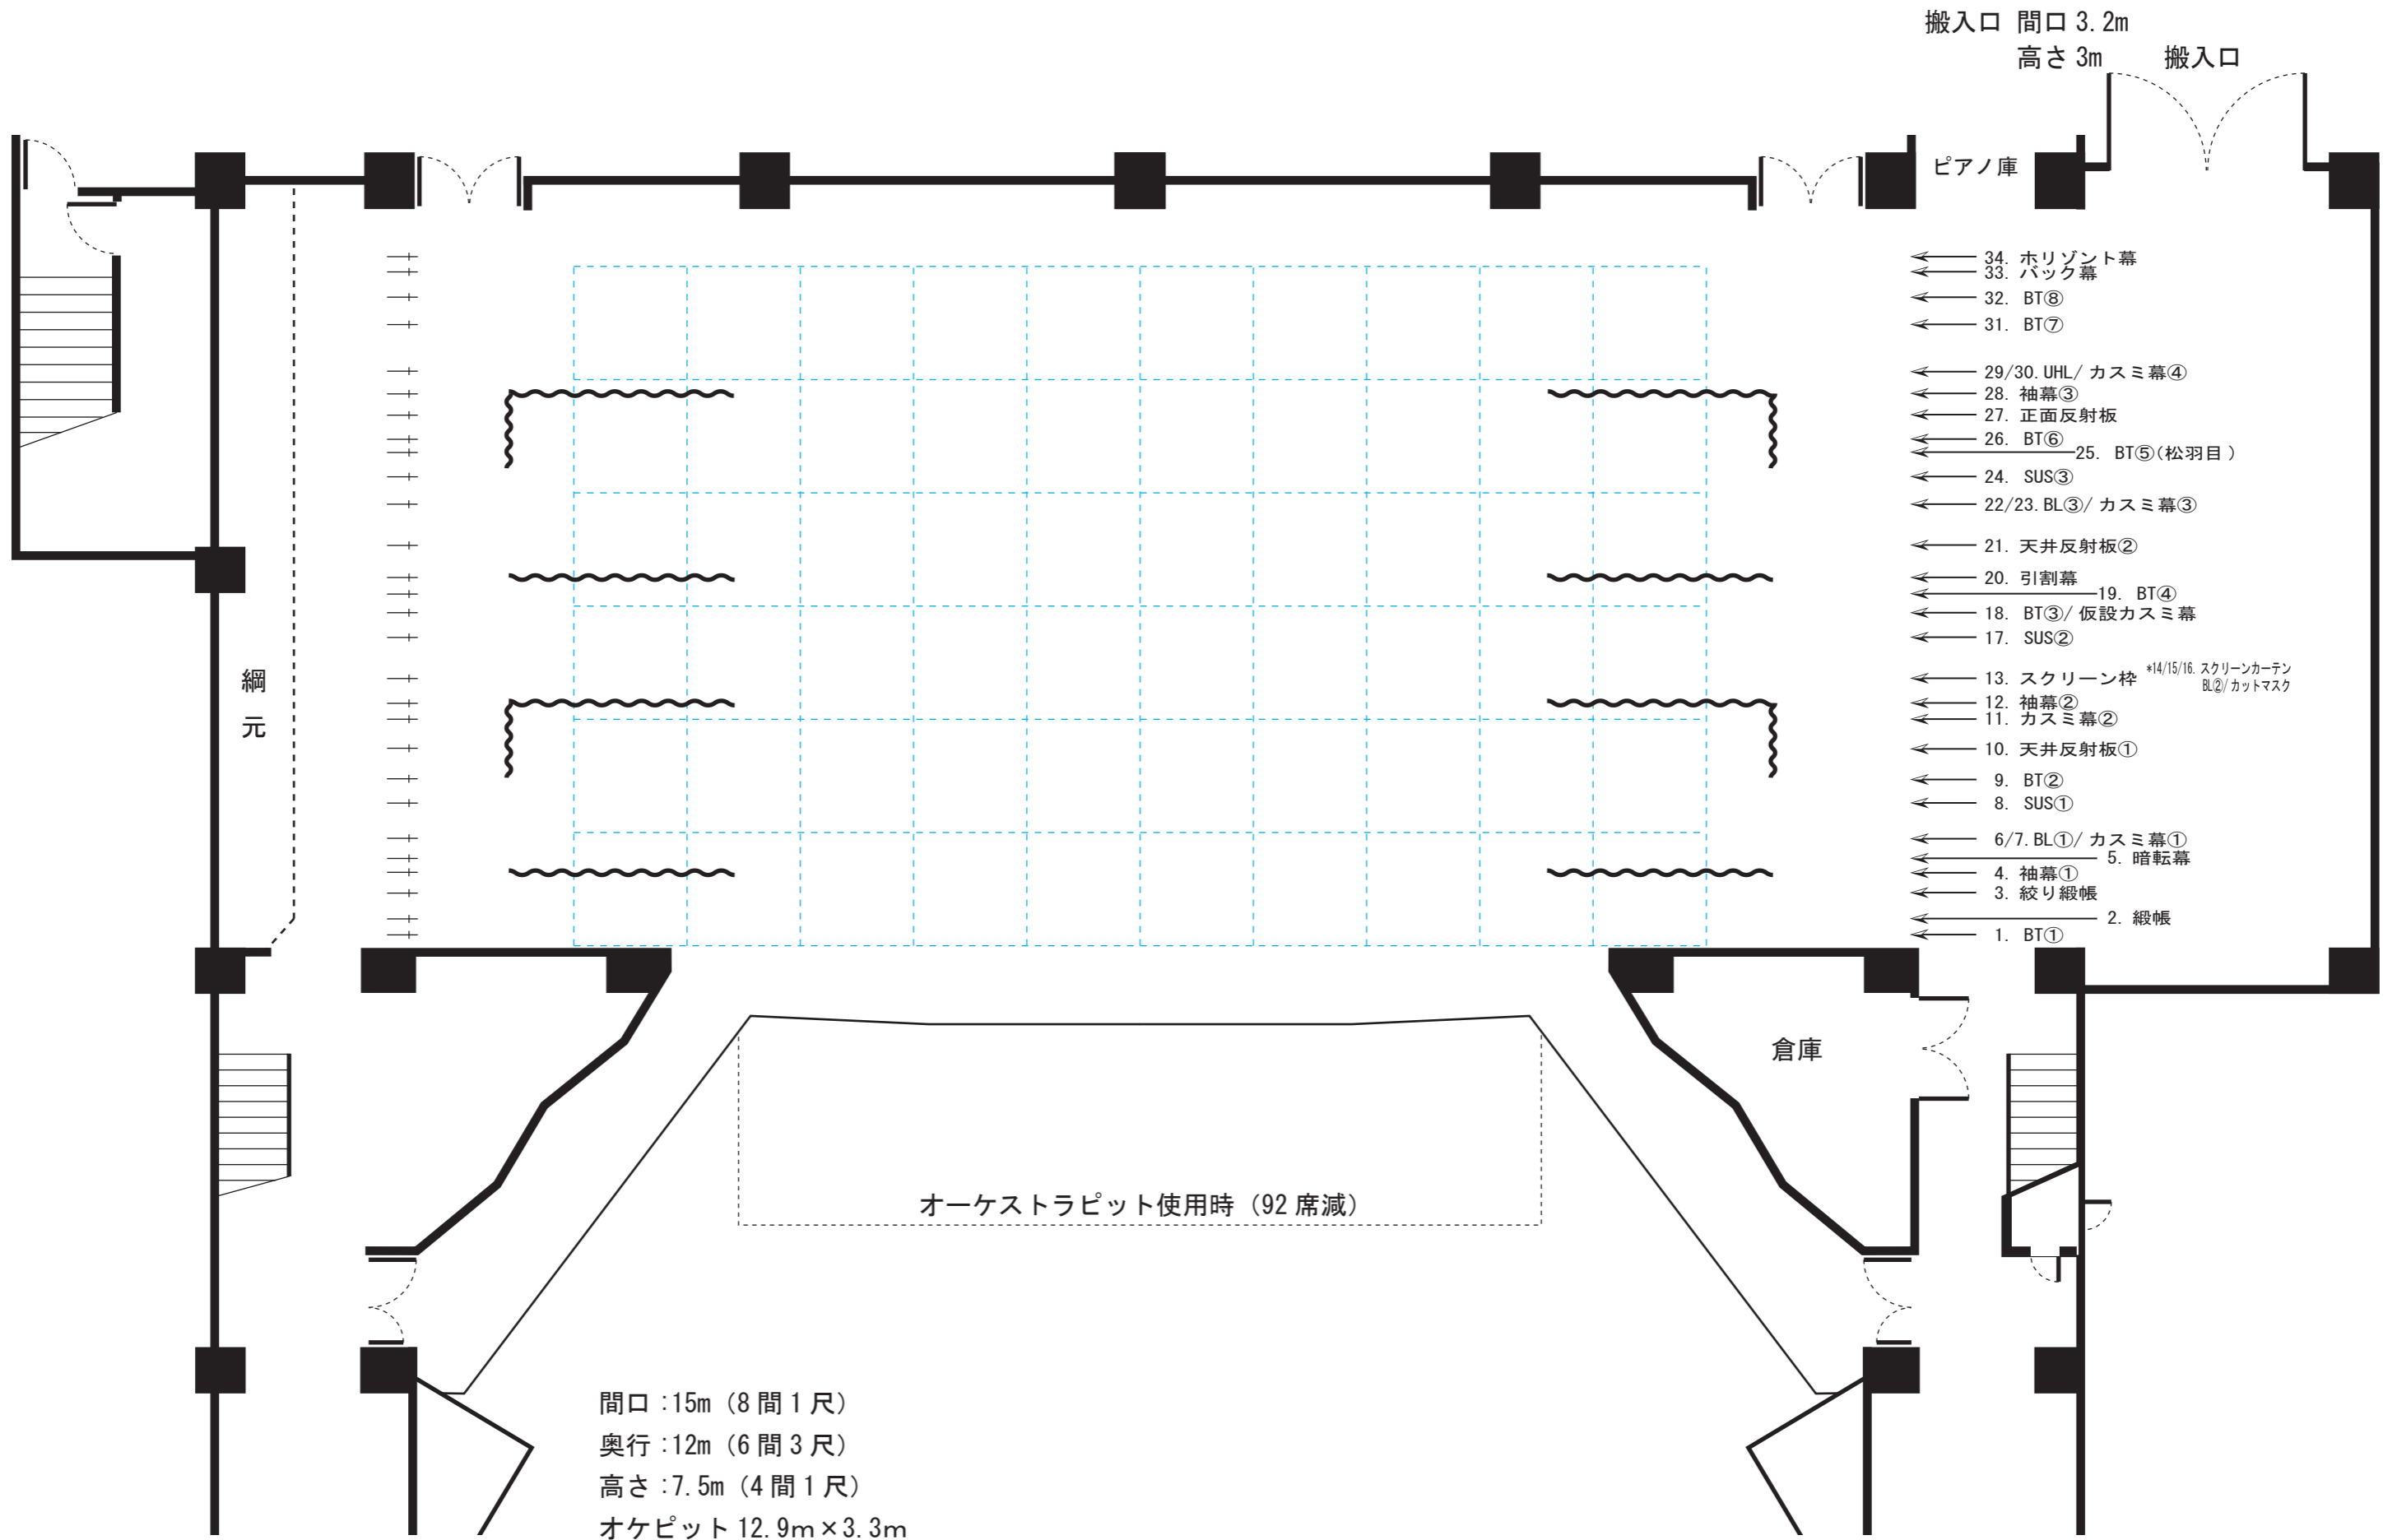 搬入口 間口 3.2m
高さ 3m
搬入口
ピアノ庫
34. ホリゾント幕
33. バック幕
32. BT⑧
31. BT⑦
29/30. UHL/ カスミ幕④
28. 袖幕③
27. 正面反射板
26. BT⑥
25. BT⑤(松羽目 )
24. SUS③
22/23. BL③/ カスミ幕③
21. 天井反射板②
20. 引割幕
19. BT④
18. BT③/ 仮設カスミ幕
17. SUS②
13. スクリーン枠
*14/15/16. スクリーンカーテン
BL②/ カットマスク
12. 袖幕②
11. カスミ幕②
10. 天井反射板①
9. BT②
8. SUS①
6/7. BL①/ カスミ幕①
5. 暗転幕
4. 袖幕①
3. 絞り緞帳
2. 緞帳
1. BT①
綱
元
倉庫
オーケストラピット使用時（92 席減）
間口 :15m（8 間 1 尺）
奥行 :12m（6 間 3 尺）
高さ :7.5m（4 間 1 尺）
オケピット 12.9m×3.3m